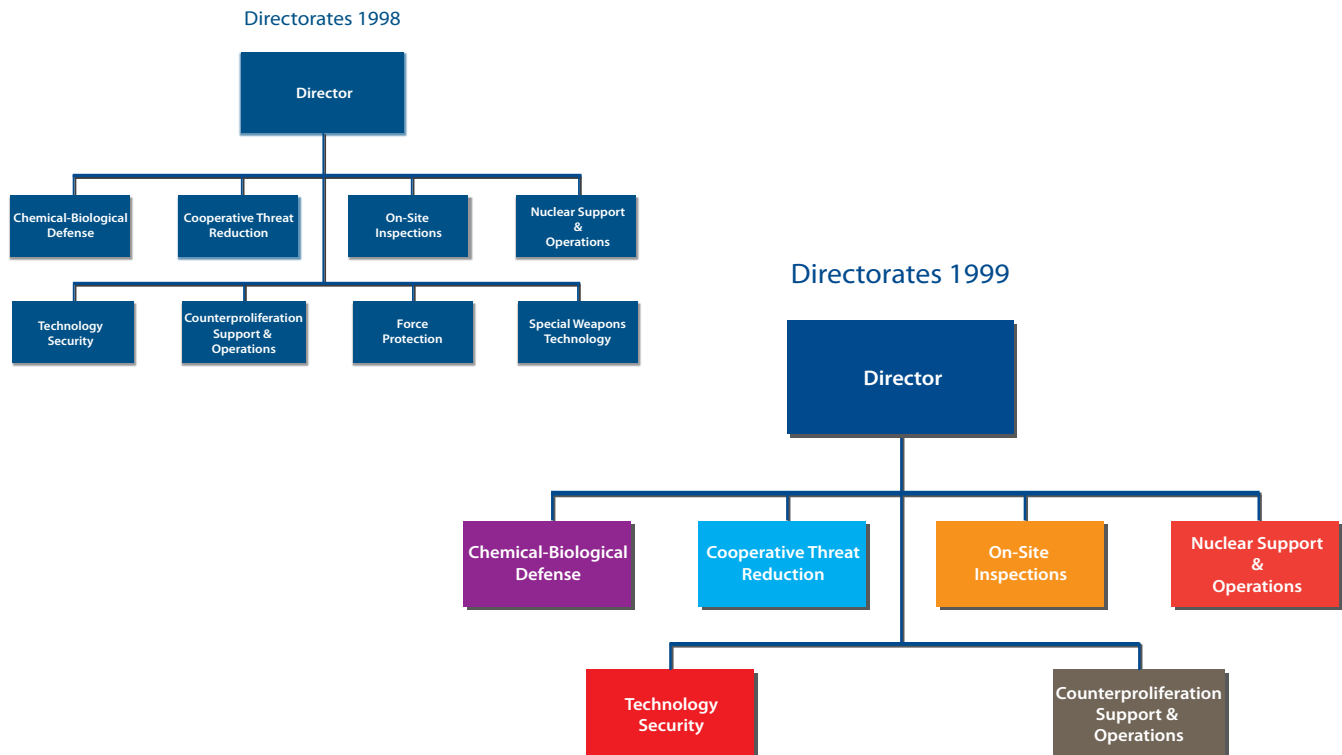 Directorates 1998
Director
Chemical-Biological
Defense
Cooperative Threat
Reduction
On-Site
Inspections
Nuclear Support
&
Operations
Technology
Security
Counterproliferation
Support &
Operations
Force
Protection
Special Weapons
Technology
Directorates 1999
Director
Chemical-Biological
Defense
Cooperative Threat
Reduction
On-Site
Inspections
Nuclear Support
&
Operations
Technology
Security
Counterproliferation
Support &
Operations